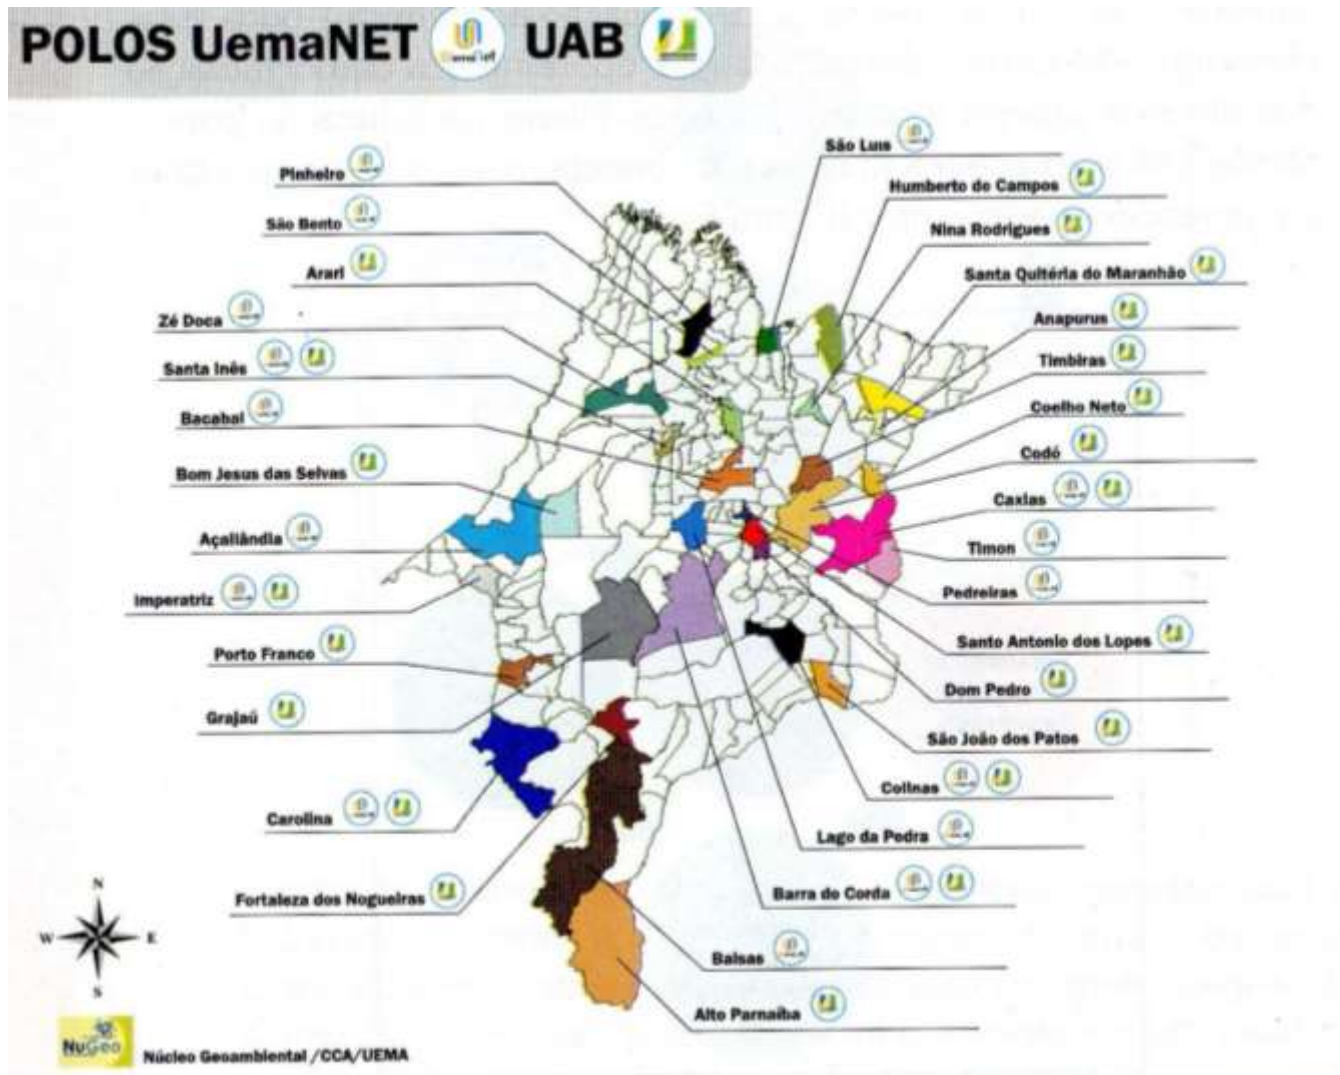 POLOS UemaNET UAB
São Luis
Pinheiro
Humberto de Campos
São Bento
Nina Rodrigues
Arari
Santa Quitéria do Maranhão
Zé Doca
Anapurus
Santa Inês
Timbiras
Bacabal
Coelho Neto
Bom Jesus das Selvas
Codó
Caxias
Açailândia
Timon
Imperatriz
Pedreiras
Porto Franco
Santo Antonio dos Lopes
Grajaú
Dom Pedro
São João dos Patos
Carolina
Colinas
Lago da Pedra
Fortaleza dos Nogueiras
Barra do Corda
Balsas
Alto Parnaíba
N
W E
S
NuGeo
Núcleo Geoambiental /CCA/UEMA